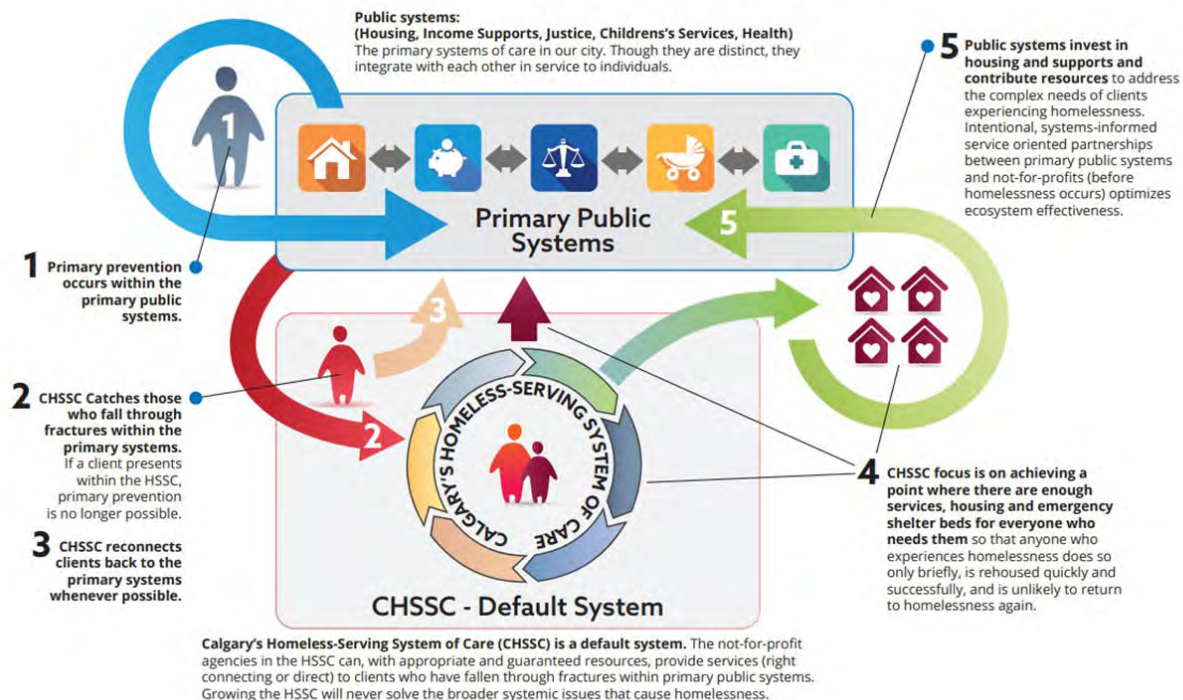 Public systems:
(Housing, Income Supports, Justice, Childrens's Services, Health)
The primary systems of care in our city. Though they are distinct, they
integrate with each other in service to individuals.
1
Primary Public
Systems
5
1 Primary prevention
occurs within the
primary public
systems.
2 CHSSC Catches those
who fall through
fractures within the
primary systems.
If a client presents
within the HSSC,
primary prevention
is no longer possible.
3 CHSSC reconnects
clients back to the
primary systems
whenever possible.
3
2
CALGARY'S HOMELESS-SERVING SYSTEM OF CARE
CHSSC - Default System
5 Public systems invest in
housing and supports and
contribute resources to address
the complex needs of clients
experiencing homelessness.
Intentional, systems-informed
service oriented partnerships
between primary public systems
and not-for-profits (before
homelessness occurs) optimizes
ecosystem effectiveness.
4 CHSSC focus is on achieving a
point where there are enough
services, housing and emergency
shelter beds for everyone who
needs them so that anyone who
experiences homelessness does so
only briefly, is rehoused quickly and
successfully, and is unlikely to return
to homelessness again.
Calgary's Homeless-Serving System of Care (CHSSC) is a default system. The not-for-profit
agencies in the HSSC can, with appropriate and guaranteed resources, provide services (right
connecting or direct) to clients who have fallen through fractures within primary public systems.
Growing the HSSC will never solve the broader systemic issues that cause homelessness.